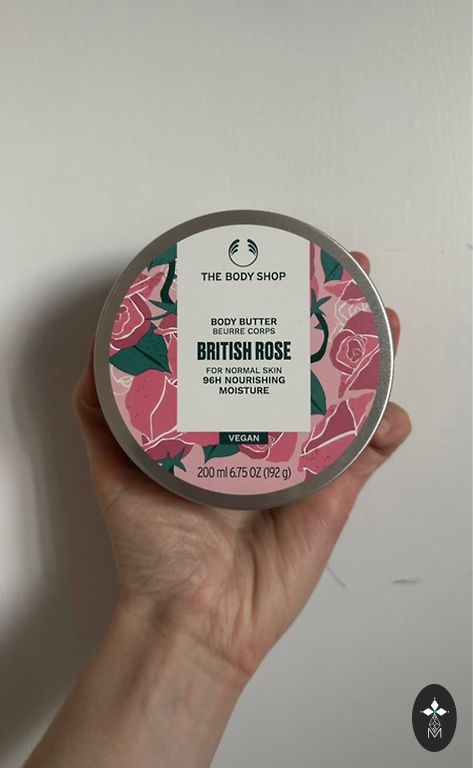 THE BODY SHOP
BODY BUTTER
BEURRE CORPS
BRITISH ROSE
FOR NORMAL SKIN
96H NOURISHING
MOISTURE
VEGAN
200 ml 6.75 OZ (192 g)
M